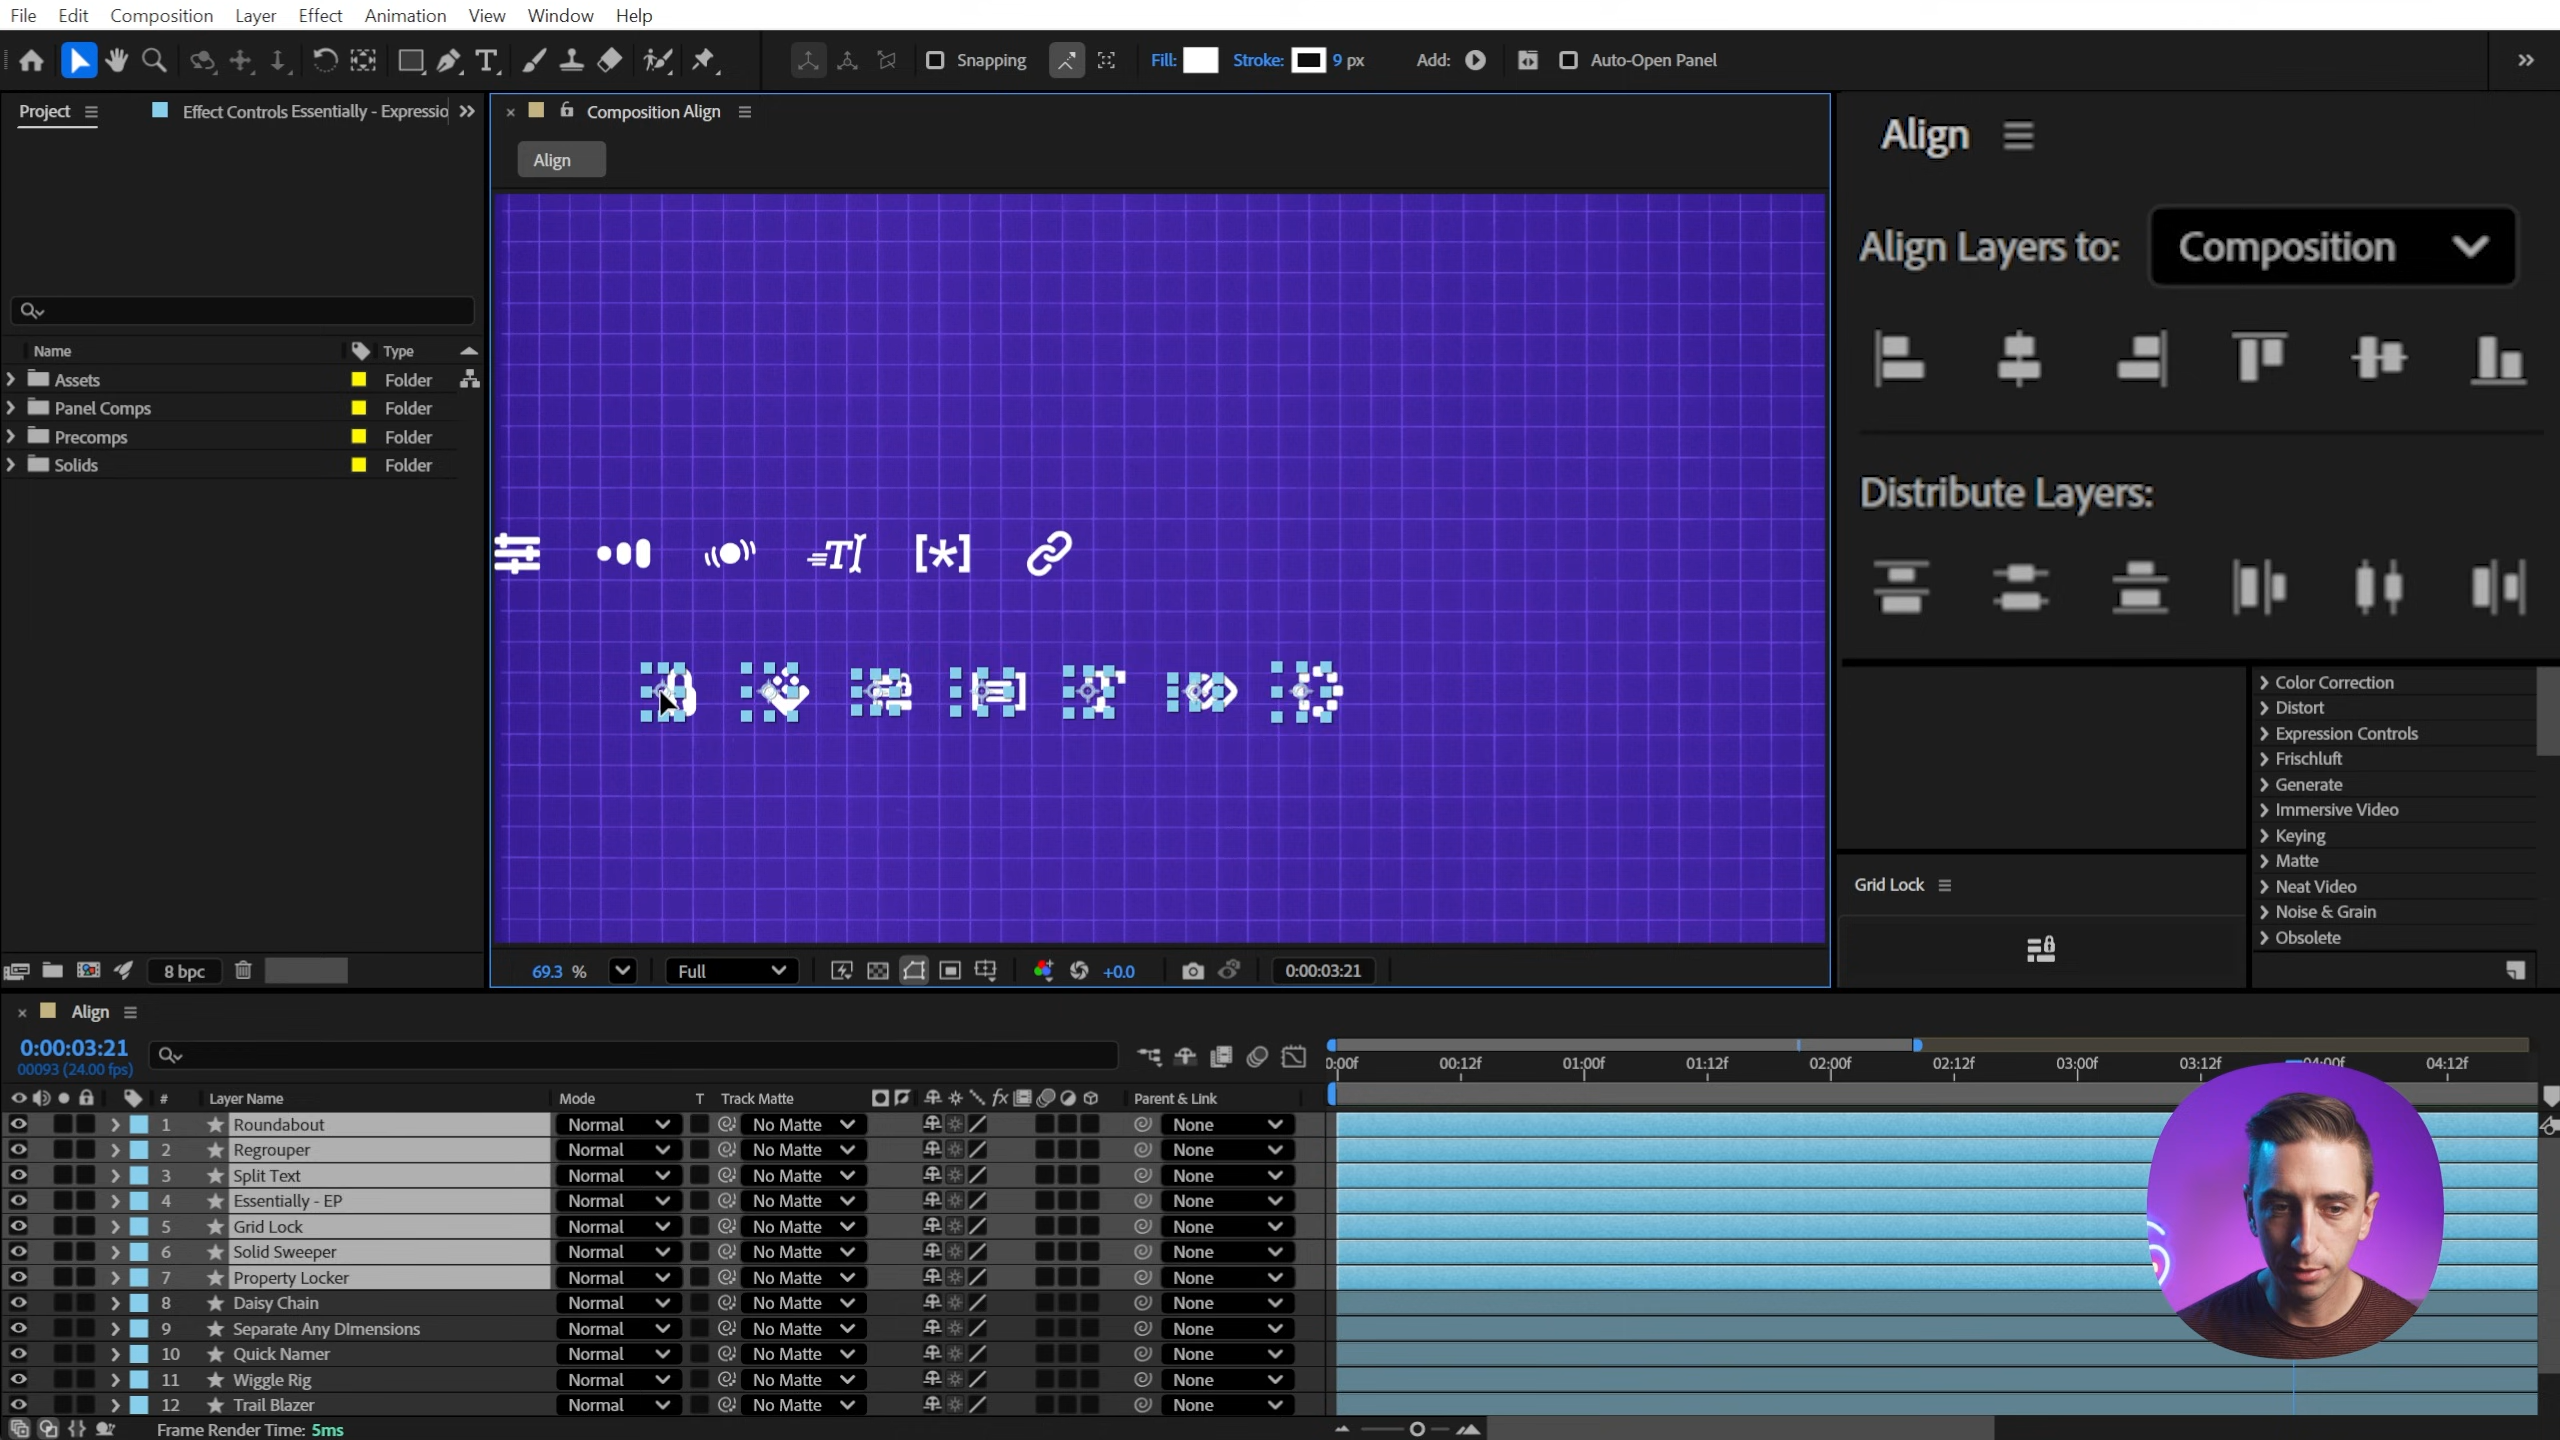 File Edit Composition Layer Effect Animation View Window Help
Snapping Fill: Stroke: 9 px Add: Auto-Open Panel
Project Effect Controls Essentially - Expressio
Composition Align
Align
Name Type
Assets Folder
Panel Comps Folder
Precomps Folder
Solids Folder
8 bpc
69.3 % Full +0.0 0:00:03:21
Align
Align Layers to: Composition
Distribute Layers:
Color Correction
Distort
Expression Controls
Frischluft
Generate
Immersive Video
Keying
Matte
Neat Video
Noise & Grain
Obsolete
Grid Lock
Align
0:00:03:21
00093 (24.00 fps)
0:00f 00:12f 01:00f 01:12f 02:00f 02:12f 03:00f 03:12f 04:00f 04:12f
# Layer Name Mode T Track Matte fx Parent & Link
1 Roundabout Normal No Matte None
2 Regrouper Normal No Matte None
3 Split Text Normal No Matte None
4 Essentially - EP Normal No Matte None
5 Grid Lock Normal No Matte None
6 Solid Sweeper Normal No Matte None
7 Property Locker Normal No Matte None
8 Daisy Chain Normal No Matte None
9 Separate Any DImensions Normal No Matte None
10 Quick Namer Normal No Matte None
11 Wiggle Rig Normal No Matte None
12 Trail Blazer Normal No Matte None
Frame Render Time: 5ms